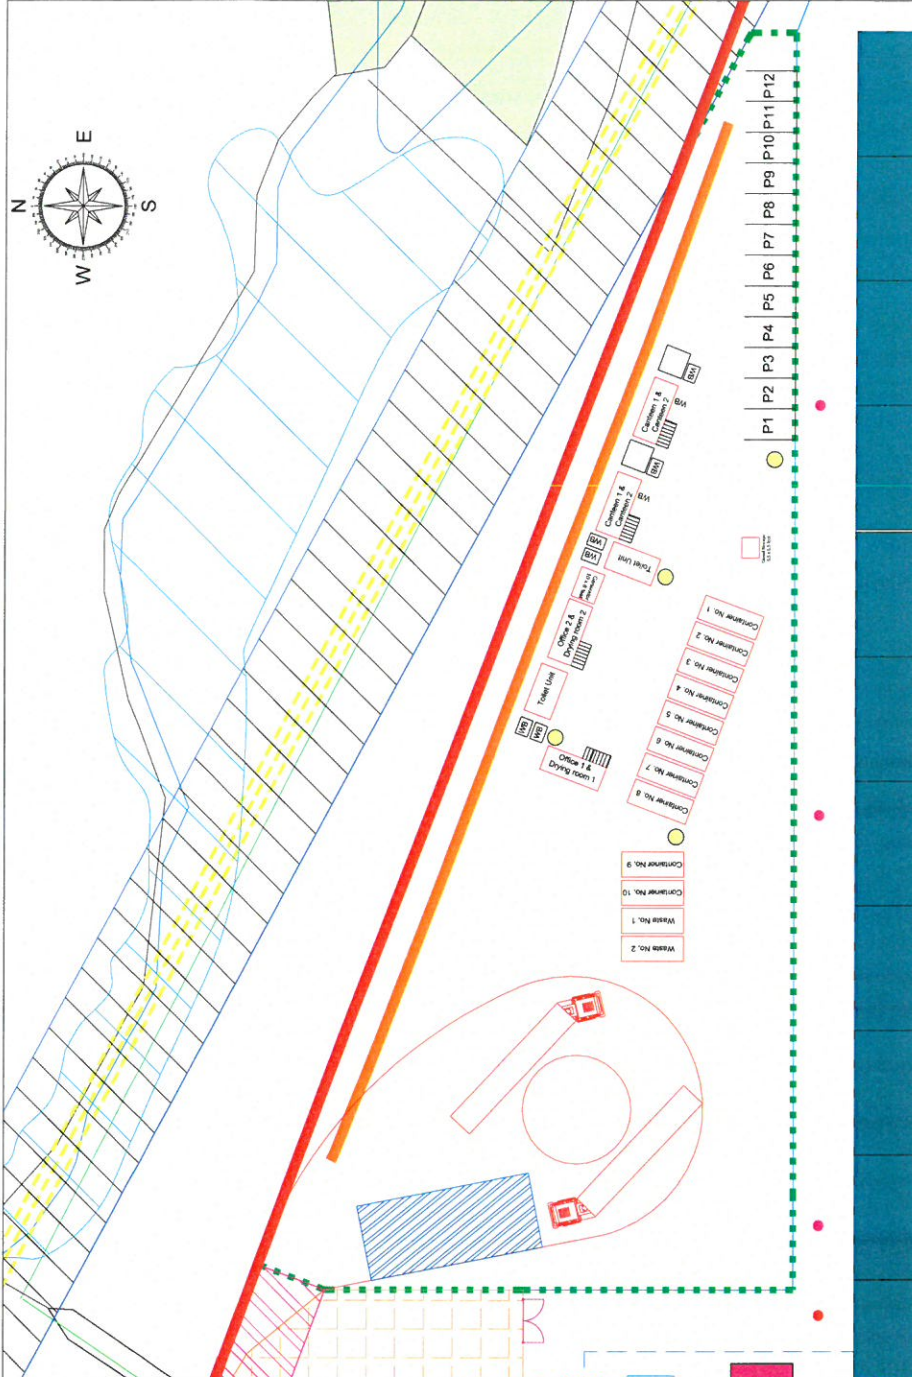 N
E
S
W
P12
P11
P10
P9
P8
P7
P6
P5
P4
P3
P2
P1
WB
WB
Canteen 1 &
Canteen 2
WB
WB
Canteen 1 &
Canteen 2
WB
WB
Toilet Unit
Office 2 &
Drying room 2
Toilet Unit
WB
WB
Office 1 &
Drying room 1
Container No. 1
Container No. 2
Container No. 3
Container No. 4
Container No. 5
Container No. 6
Container No. 7
Container No. 8
Container No. 9
Container No. 10
Waste No. 1
Waste No. 2